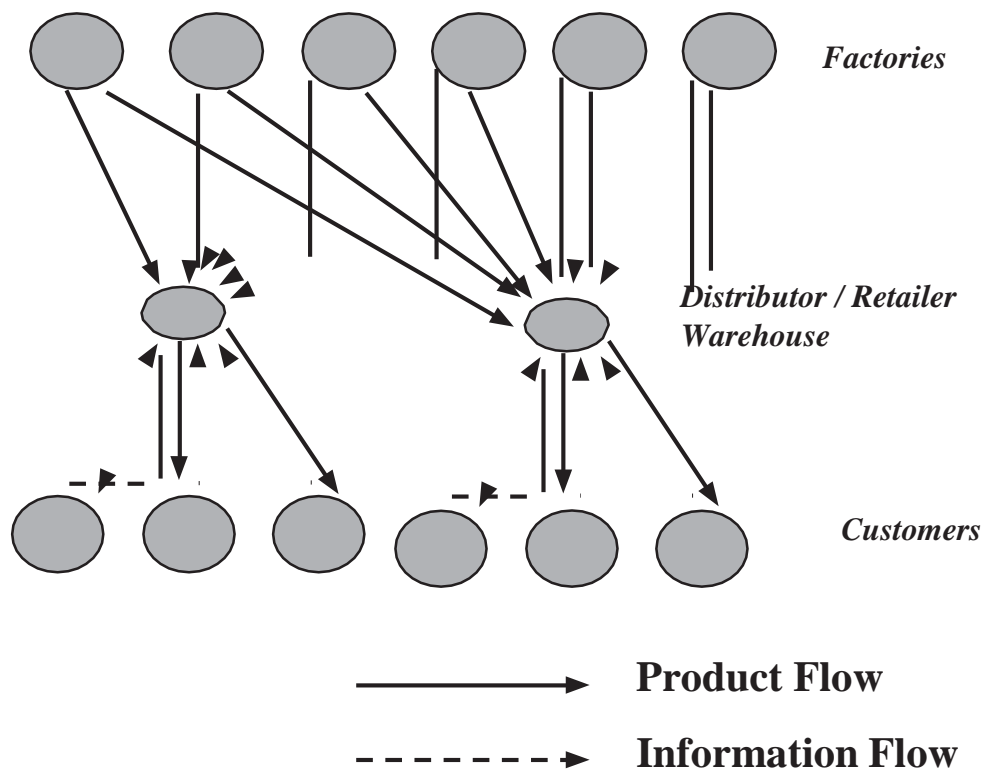 Factories
Distributor / Retailer
Warehouse
Customers
Product Flow
Information Flow